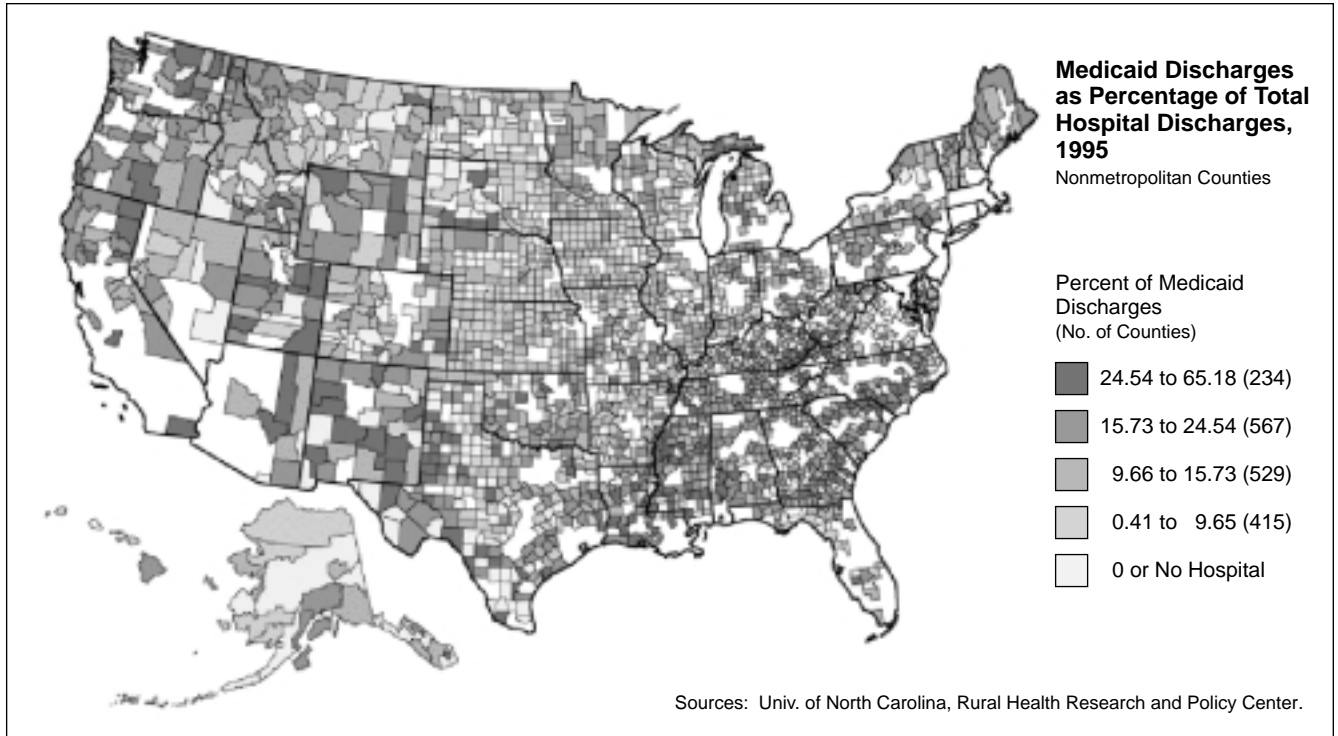 Medicaid Discharges
as Percentage of Total
Hospital Discharges,
1995
Nonmetropolitan Counties
Percent of Medicaid
Discharges
(No. of Counties)
24.54 to 65.18 (234)
15.73 to 24.54 (567)
9.66 to 15.73 (529)
0.41 to 9.65 (415)
0 or No Hospital
Sources: Univ. of North Carolina, Rural Health Research and Policy Center.